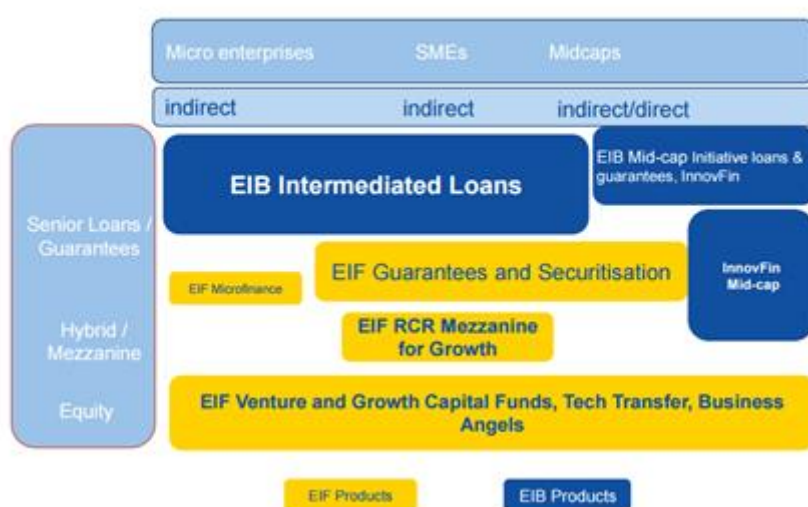 Micro enterprises SMEs Midcaps
indirect indirect indirect/direct
EIB Intermediated Loans
EIB Mid-cap Initiative loans &
guarantees, InnovFin
Senior Loans /
Guarantees
EIF Guarantees and Securitisation
InnovFin
Mid-cap
EIF Microfinance
Hybrid /
Mezzanine
EIF RCR Mezzanine
for Growth
Equity
EIF Venture and Growth Capital Funds, Tech Transfer, Business
Angels
EIF Products
EIB Products